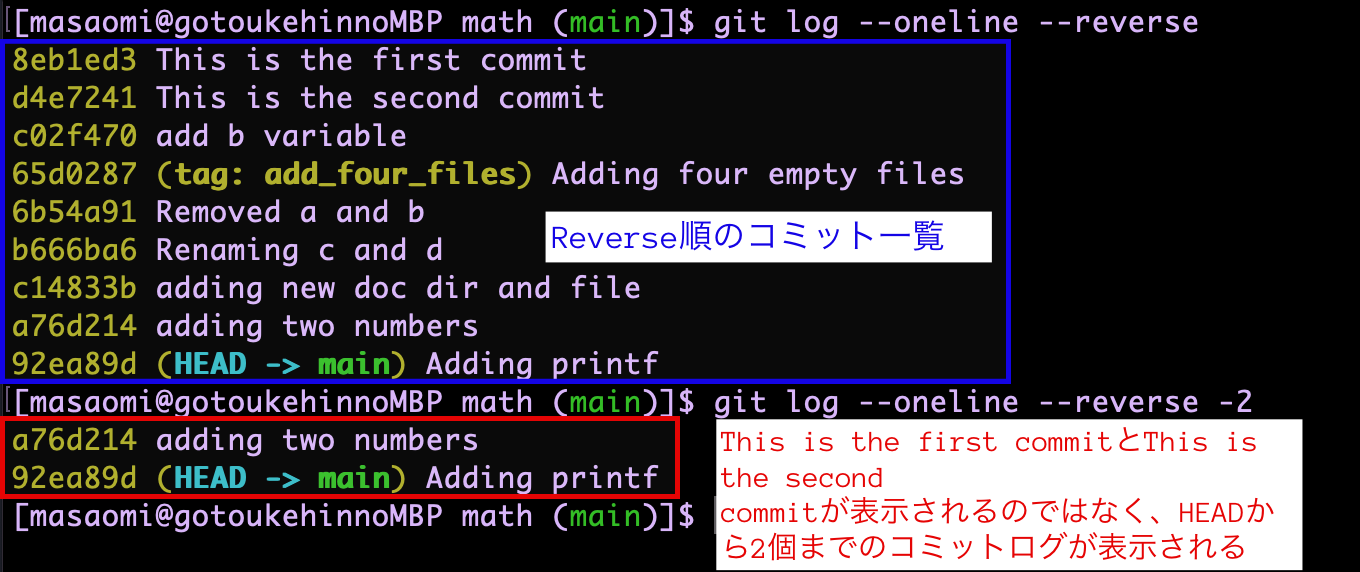 [masaomi@gotoukehinnoMBP math (main)]$ git log --oneline --reverse
8eb1ed3 This is the first commit
d4e7241 This is the second commit
c02f470 add b variable
65d0287 (tag: add_four_files) Adding four empty files
6b54a91 Removed a and b
b666ba6 Renaming c and d
Reverse順のコミット一覧
c14833b adding new doc dir and file
a76d214 adding two numbers
92ea89d (HEAD -> main) Adding printf
[masaomi@gotoukehinnoMBP math (main)]$ git log --oneline --reverse -2
a76d214 adding two numbers
92ea89d (HEAD -> main) Adding printf
[masaomi@gotoukehinnoMBP math (main)]$
This is the first commitとThis is
the second
commitが表示されるのではなく、HEADか
ら2個までのコミットログが表示される